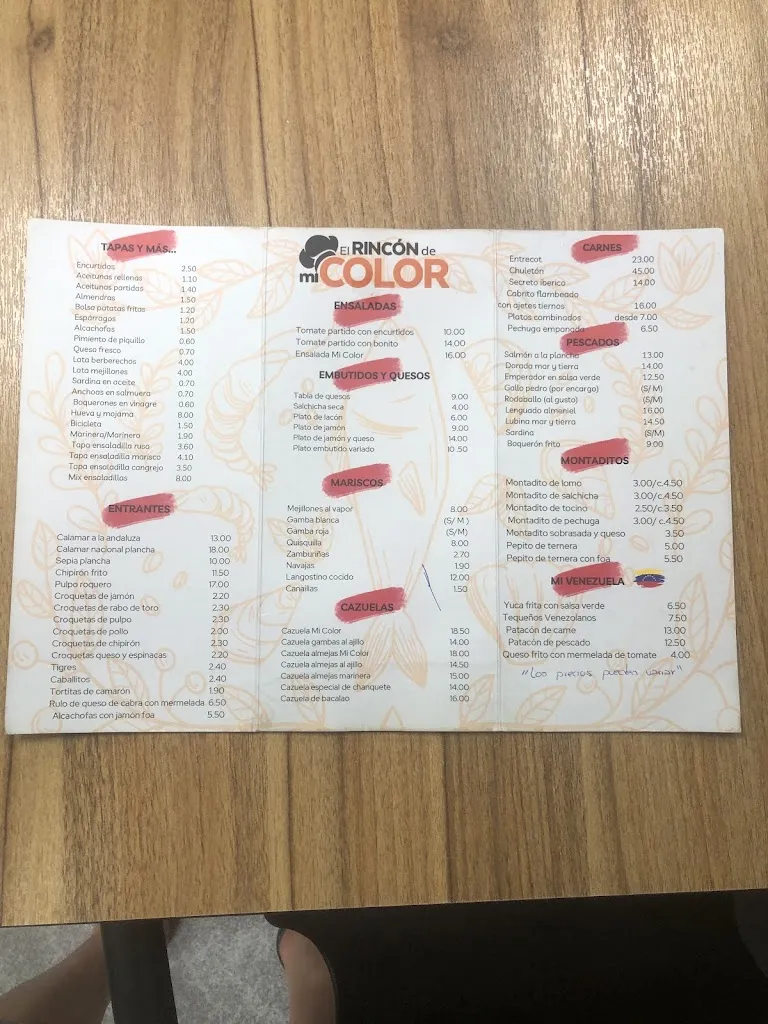 TAPAS Y MÁS...
Encurtidos 2.50
Aceitunas rellenas 1.10
Aceitunas partidas 1.40
Almendras 1.50
Bolsa patatas fritas 1.20
Espárragos 1.20
Alcachofas 1.50
Pimiento de piquillo 0.60
Queso fresco 0.70
Lata berberechos 4.00
Lata mejillones 4.00
Sardina en aceite 0.70
Anchoas en salmuera 0.70
Boquerones en vinagre 0.60
Hueva y mojama 8.00
Bicicleta 1.50
Marinera/Marinero 1.90
Tapa ensaladilla rusa 3.60
Tapa ensaladilla marisco 4.10
Tapa ensaladilla cangrejo 3.50
Mix ensaladillas 8.00
ENTRANTES
Calamar a la andaluza 13.00
Calamar nacional plancha 18.00
Sepia plancha 10.00
Chipirón frito 11.50
Pulpo roquero 17.00
Croquetas de jamón 2.20
Croquetas de rabo de toro 2.30
Croquetas de pulpo 2.30
Croquetas de pollo 2.00
Croquetas de chipirón 2.30
Croquetas queso y espinacas 2.20
Tigres 2.40
Caballitos 2.40
Tortitas de camarón 1.90
Rulo de queso de cabra con mermelada 6.50
Alcachofas con jamón foa 5.50
El RINCÓN de
mi COLOR
ENSALADAS
Tomate partido con encurtidos 10.00
Tomate partido con bonito 14.00
Ensalada Mi Color 16.00
EMBUTIDOS Y QUESOS
Tabla de quesos 9.00
Salchicha seca 4.00
Plato de lacón 6.00
Plato de jamón 9.00
Plato de jamón y queso 14.00
Plato embutido variado 10.50
MARISCOS
Mejillones al vapor 8.00
Gamba blanca (S/M)
Gamba roja (S/M)
Quisquilla 8.00
Zamburiñas 2.70
Navajas 1.90
Langostino cocido 12.00
Canaillas 1.50
CAZUELAS
Cazuela Mi Color 18.50
Cazuela gambas al ajillo 14.00
Cazuela almejas Mi Color 18.00
Cazuela almejas al ajillo 14.50
Cazuela almejas marinera 15.00
Cazuela especial de chanquete 14.00
Cazuela de bacalao 16.00
CARNES
Entrecot 23.00
Chuletón 45.00
Secreto iberico 14.00
Cabrito flambeado
con ajetes tiernos 16.00
Platos combinados desde 7.00
Pechuga empanada 6.50
PESCADOS
Salmón a la plancha 13.00
Dorada mar y tierra 14.00
Emperador en salsa verde 12.50
Gallo pedro (por encargo) (S/M)
Rodaballo (al gusto) (S/M)
Lenguado almeniel 16.00
Lubina mar y tierra 14.50
Sardina (S/M)
Boquerón frito 9.00
MONTADITOS
Montadito de lomo 3.00/c.4.50
Montadito de salchicha 3.00/c.4.50
Montadito de tocino 2.50/c.3.50
Montadito de pechuga 3.00/ c.4.50
Montadito sobrasada y queso 3.50
Pepito de ternera 5.00
Pepito de ternera con foa 5.50
MI VENEZUELA
Yuca frita con salsa verde 6.50
Tequeños Venezolanos 7.50
Patacón de carne 13.00
Patacón de pescado 12.50
Queso frito con mermelada de tomate 4.00
"Los precios pueden variar"